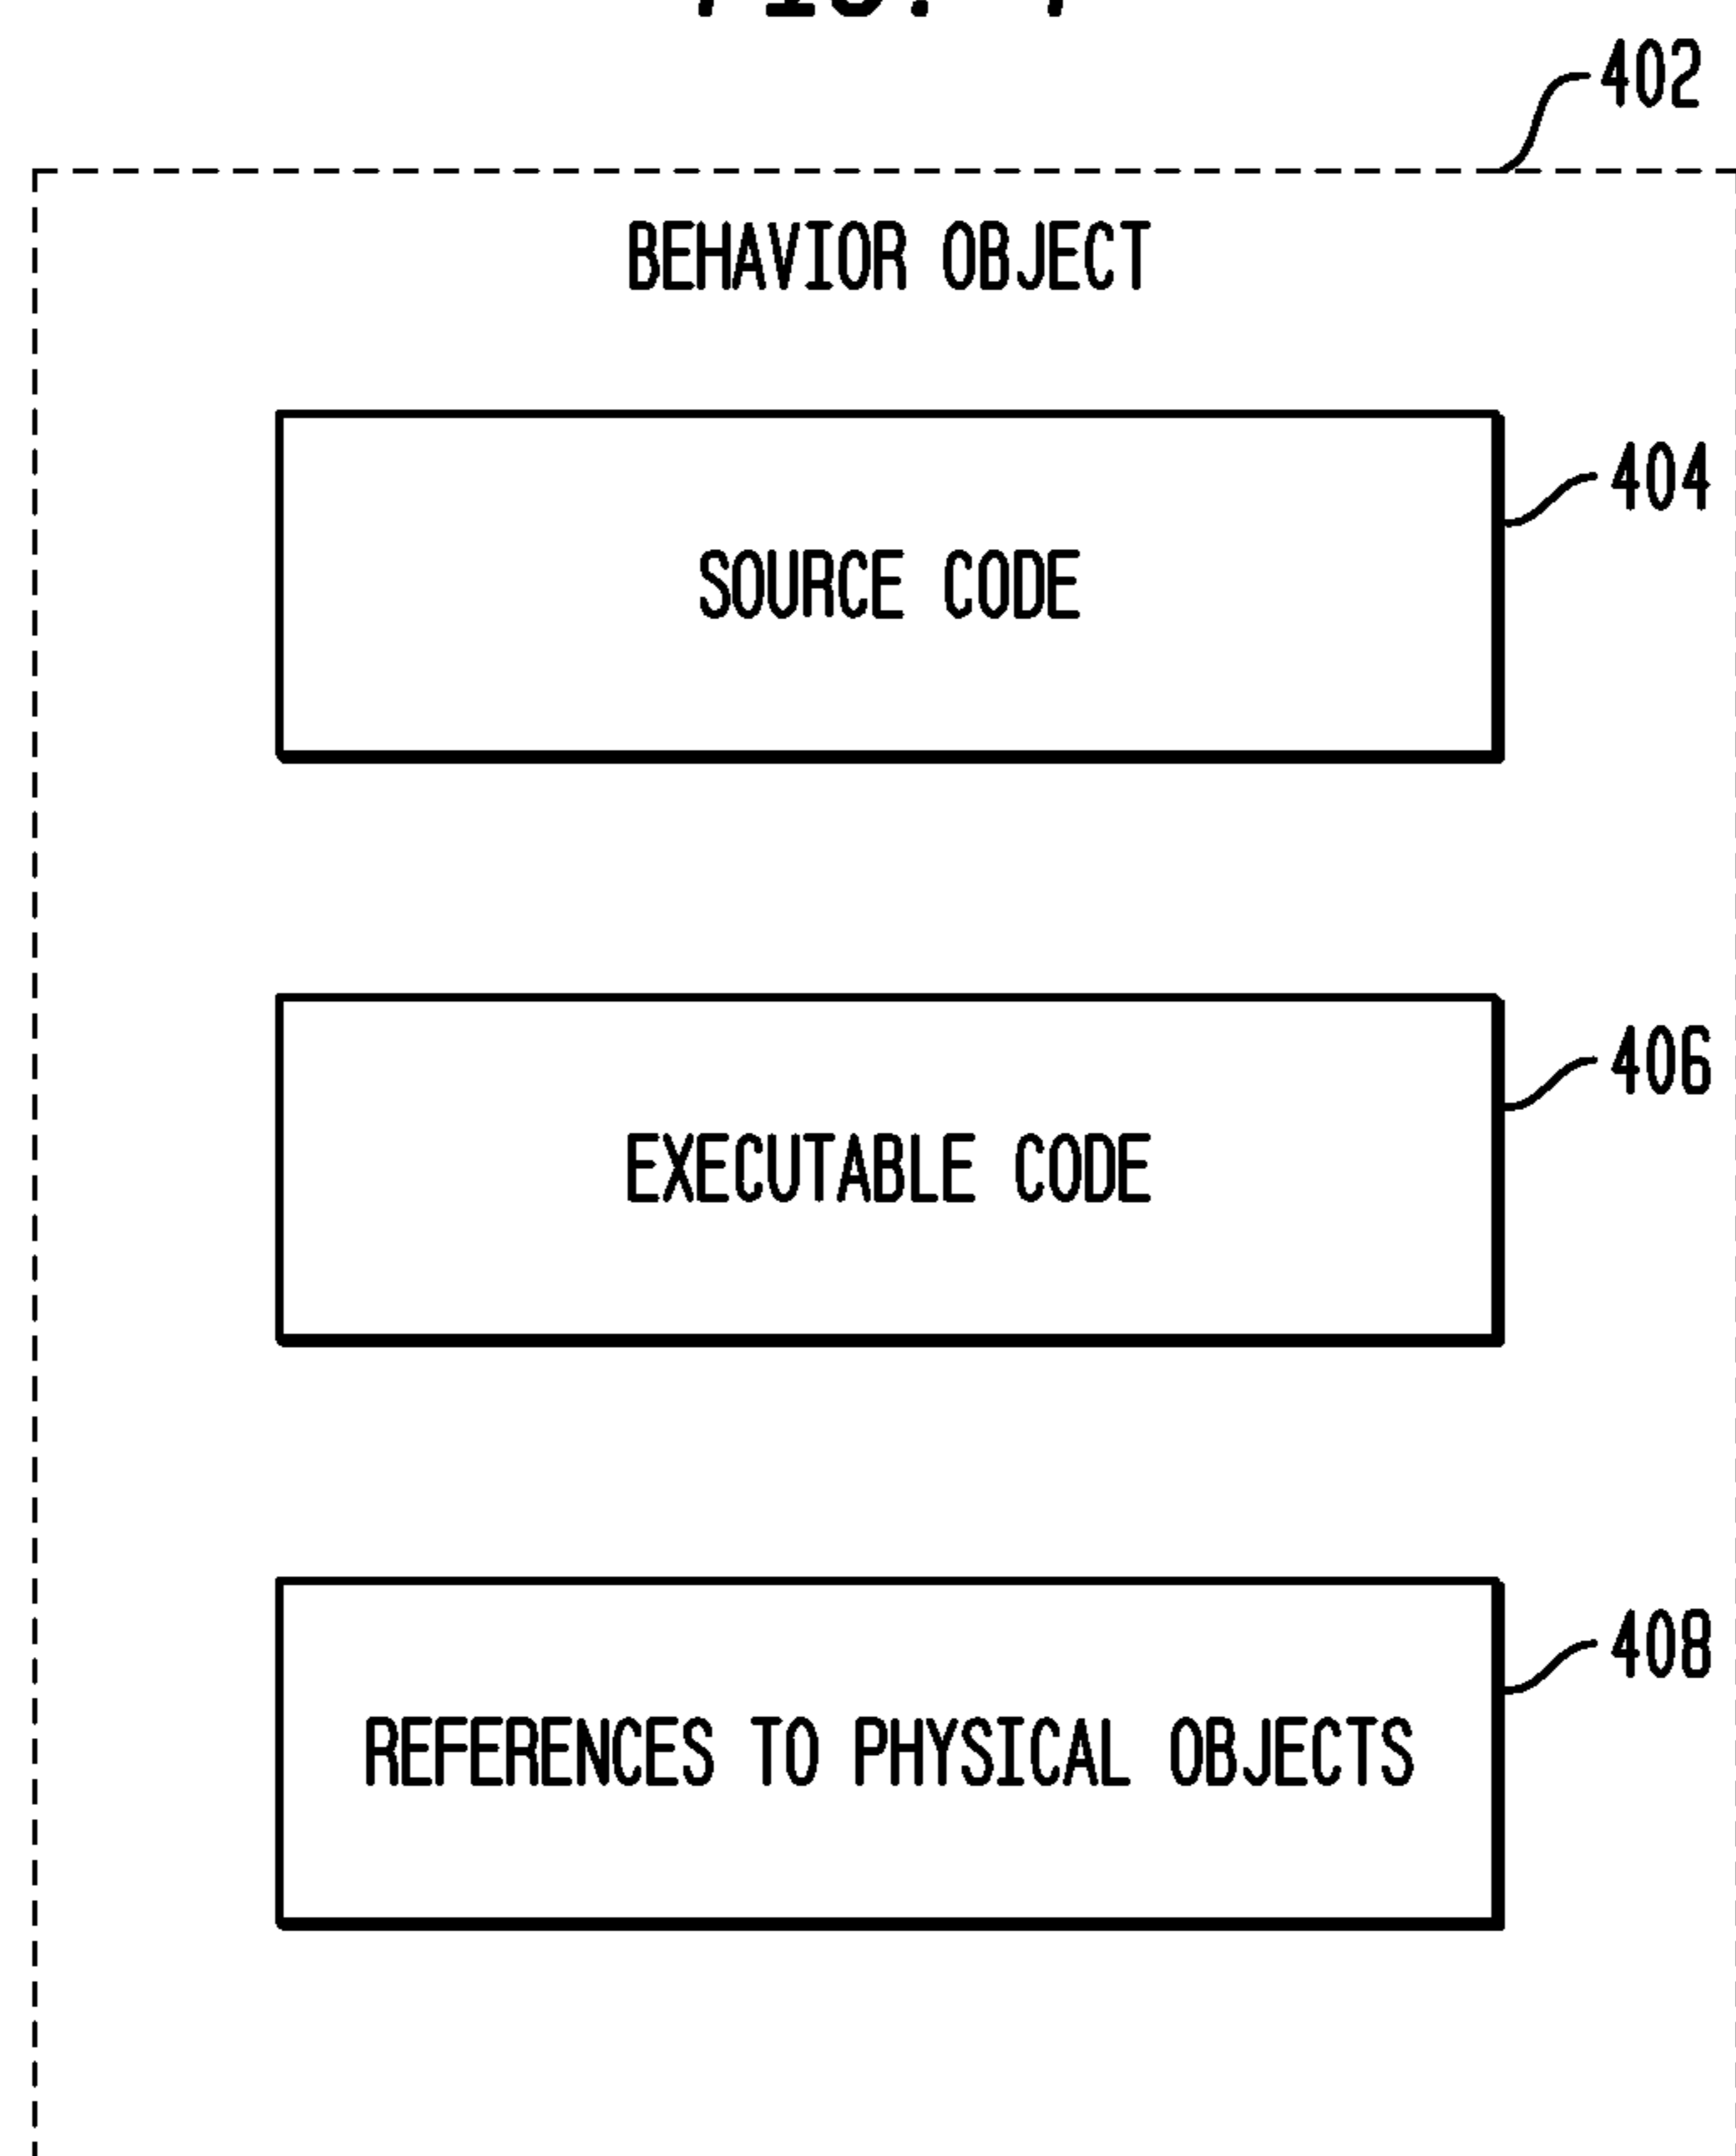 402
BEHAVIOR OBJECT
404
SOURCE CODE
406
EXECUTABLE CODE
408
REFERENCES TO PHYSICAL OBJECTS